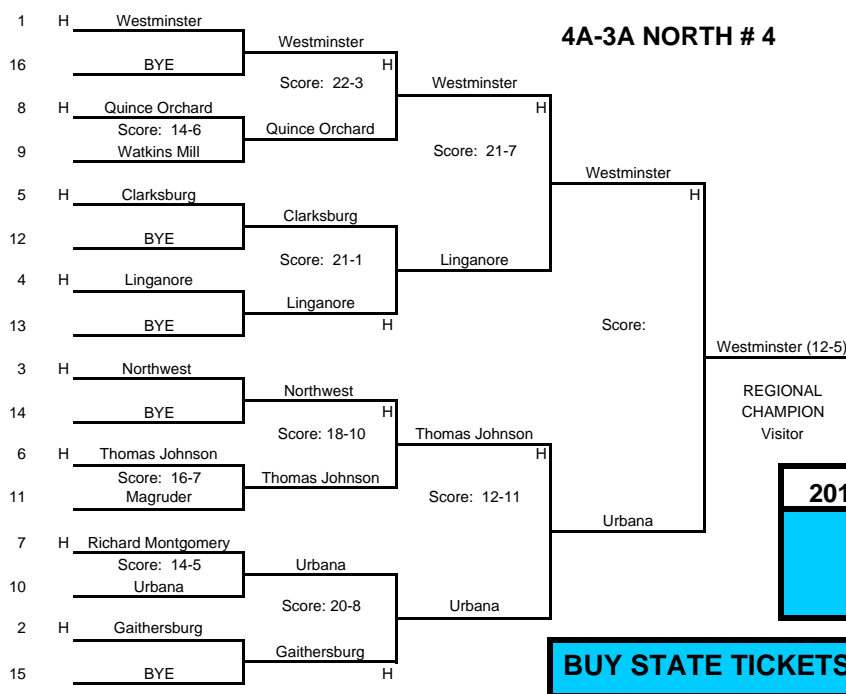 4A-3A NORTH # 4
1 H Westminster
16 BYE
Westminster
H
Score: 22-3
8 H Quince Orchard
Score: 14-6
9 Watkins Mill
Quince Orchard
Westminster
H
Score: 21-7
5 H Clarksburg
12 BYE
Clarksburg
Score: 21-1
4 H Linganore
13 BYE
Linganore
H
Linganore
Westminster
H
Score:
Westminster (12-5)
REGIONAL
CHAMPION
Visitor
3 H Northwest
14 BYE
Northwest
H
Score: 18-10
6 H Thomas Johnson
Score: 16-7
11 Magruder
Thomas Johnson
Thomas Johnson
H
Score: 12-11
7 H Richard Montgomery
Score: 14-5
10 Urbana
Urbana
Score: 20-8
2 H Gaithersburg
15 BYE
Gaithersburg
H
Urbana
Urbana
201
BUY STATE TICKETS